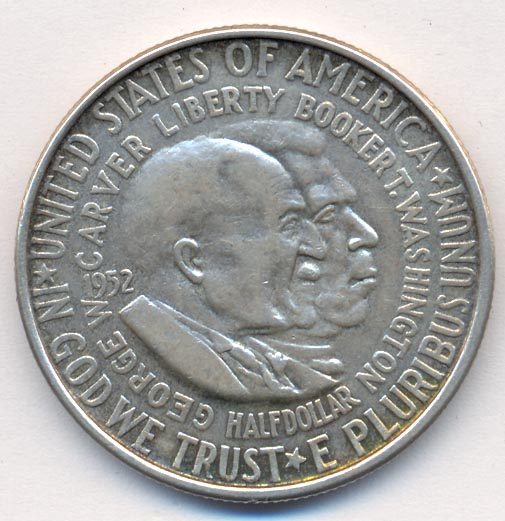 UNITED STATES OF AMERICA ★ E PLURIBUS UNUM ★ IN GOD WE TRUST ★
GEORGE W CARVER LIBERTY BOOKER T. WASHINGTON
1952
HALF DOLLAR